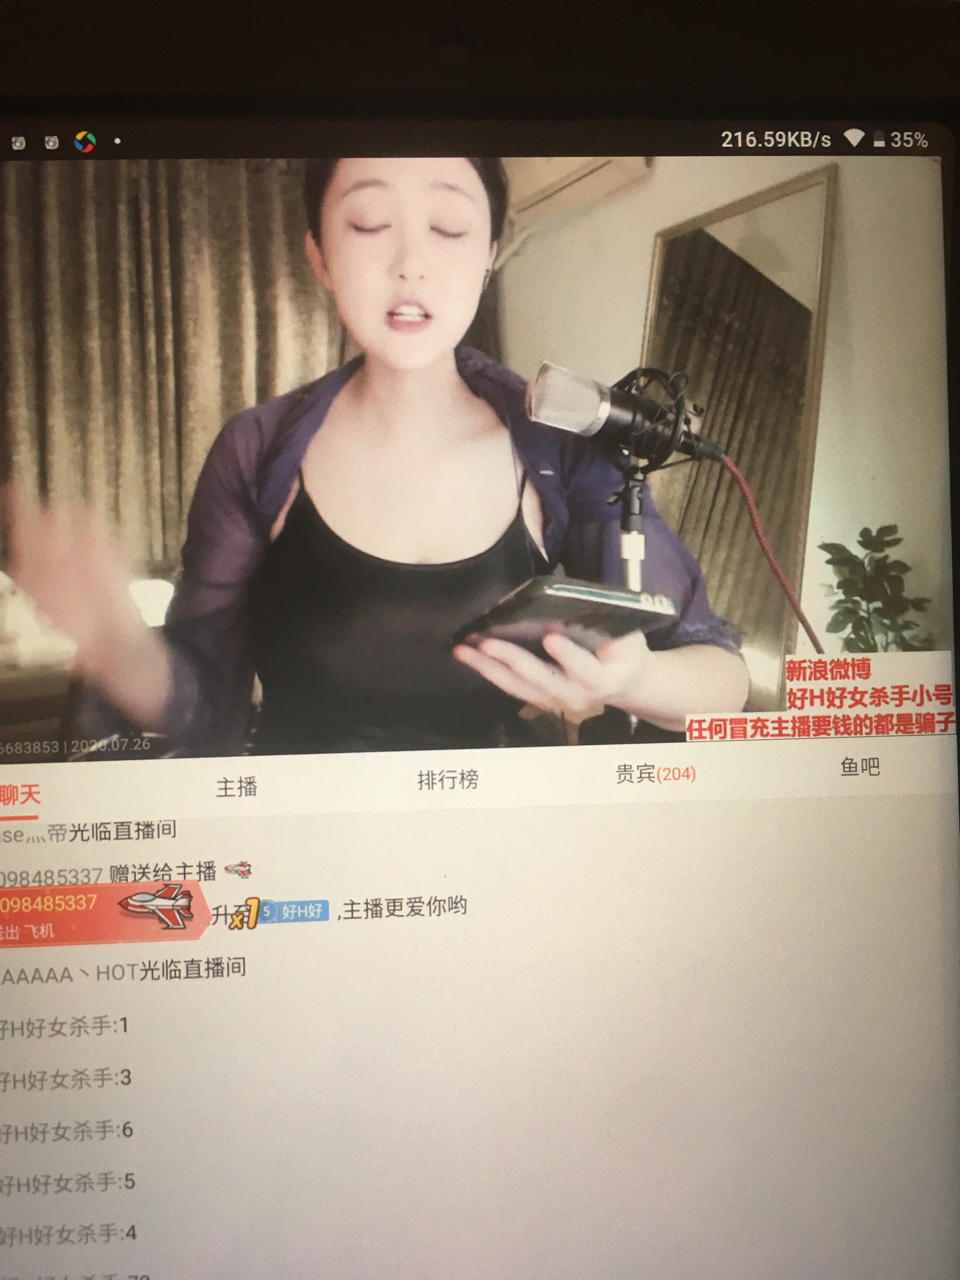 216.59KB/s 35%
新浪微博
好H好女杀手小号
任何冒充主播要钱的都是骗子
6683853 | 2020.07.26
聊天 主播 排行榜 贵宾(204) 鱼吧
帝光临直播间
098485337 赠送给主播
098485337
送出 飞机
x1
升至 5 好H好 ,主播更爱你哟
AAAAA丶HOT光临直播间
好H好女杀手:1
好H好女杀手:3
好H好女杀手:6
好H好女杀手:5
好H好女杀手:4